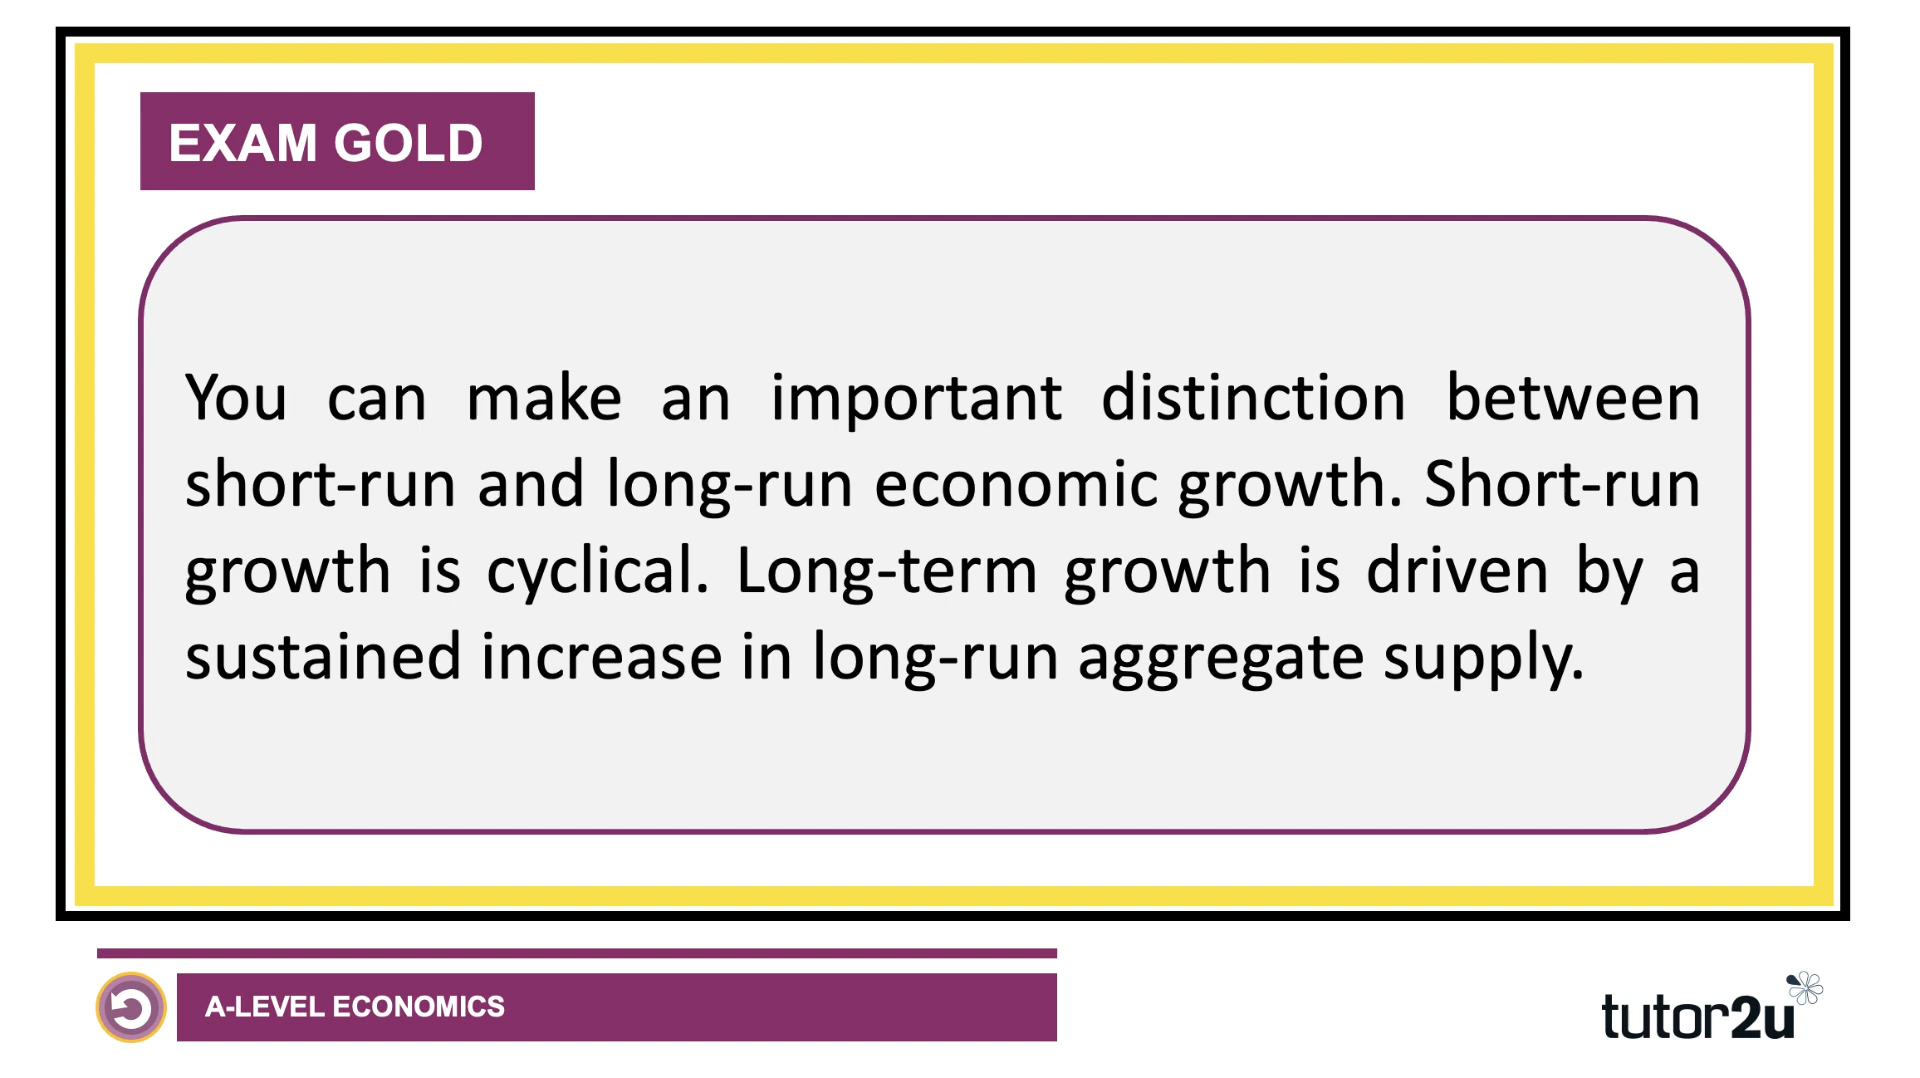 EXAM GOLD
You can make an important distinction between
short-run and long-run economic growth. Short-run
growth is cyclical. Long-term growth is driven by a
sustained increase in long-run aggregate supply.
A-LEVEL ECONOMICS
tutor2u